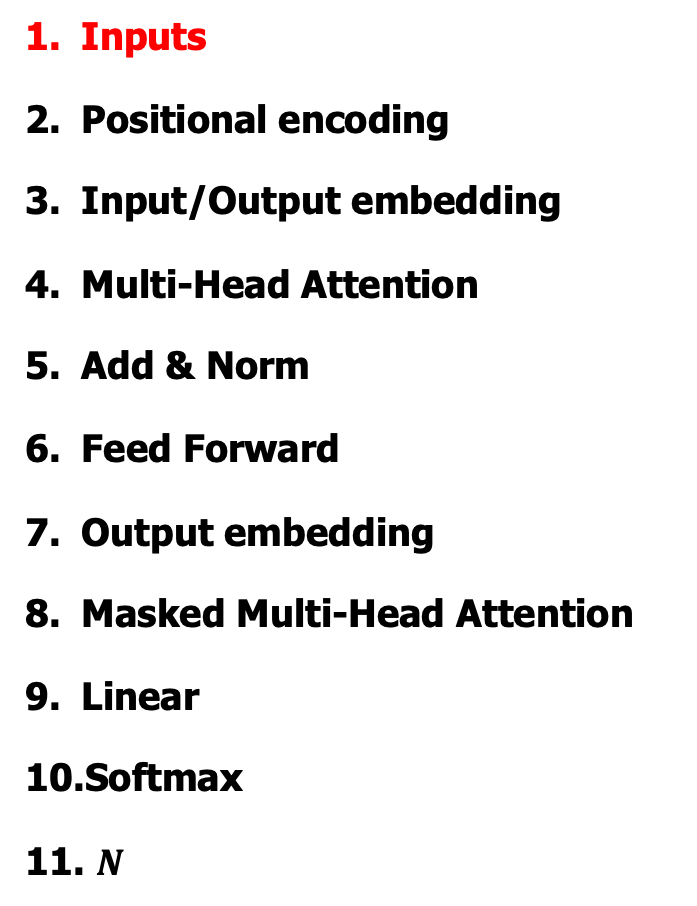 1. Inputs
2. Positional encoding
3. Input/Output embedding
4. Multi-Head Attention
5. Add & Norm
6. Feed Forward
7. Output embedding
8. Masked Multi-Head Attention
9. Linear
10.Softmax
11. N